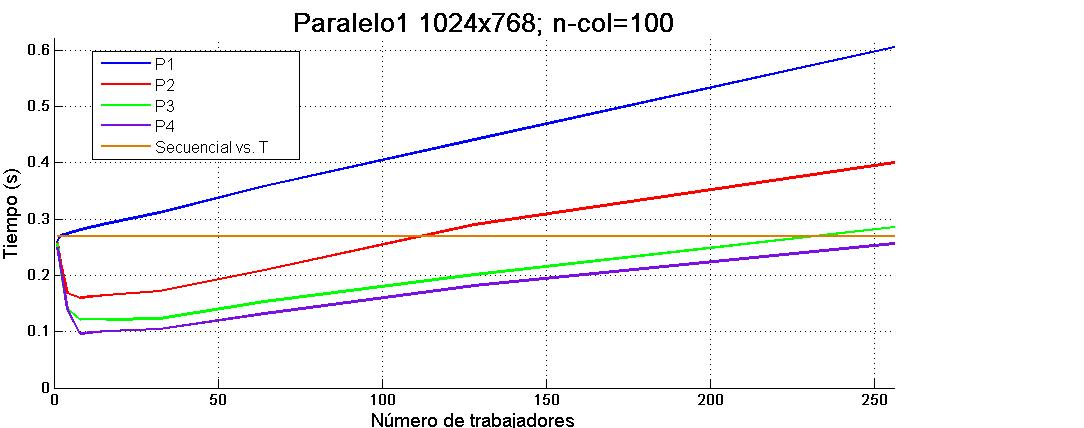 Paralelo1 1024x768; n-col=100
0.6
0.5
0.4
0.3
0.2
0.1
0
P1
P2
P3
P4
Secuencial vs. T
Tiempo (s)
0 50 100 150 200 250
Número de trabajadores